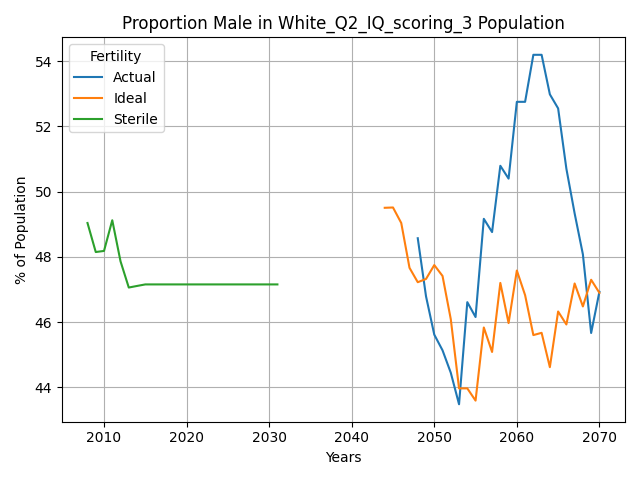 Proportion Male in White_Q2_IQ_scoring_3 Population
Fertility
Actual
Ideal
Sterile
% of Population
54
52
50
48
46
44
2010 2020 2030 2040 2050 2060 2070
Years